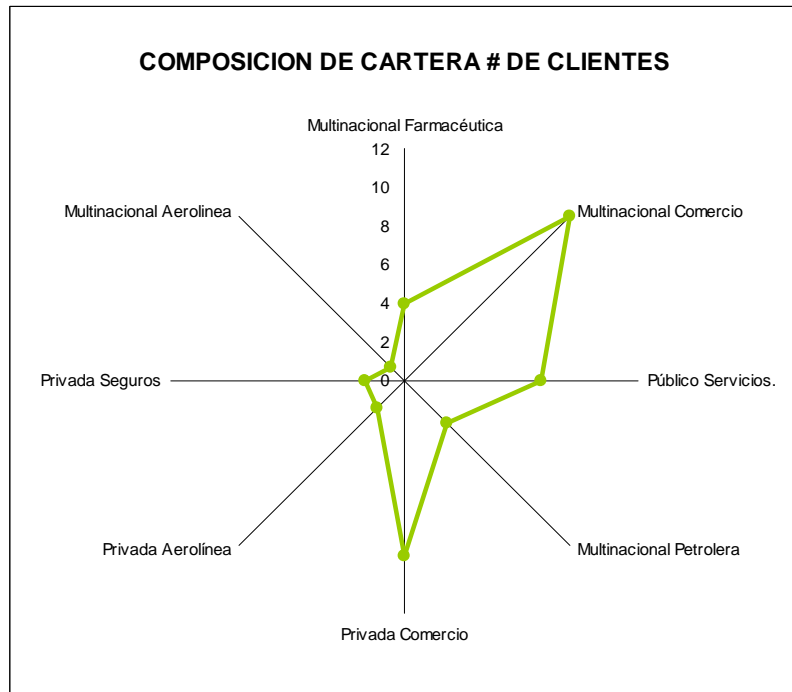 COMPOSICION DE CARTERA # DE CLIENTES
Multinacional Farmacéutica
12
10
Multinacional Aerolinea
Multinacional Comercio
8
6
4
2
Privada Seguros
0
Público Servicios.
Privada Aerolínea
Multinacional Petrolera
Privada Comercio